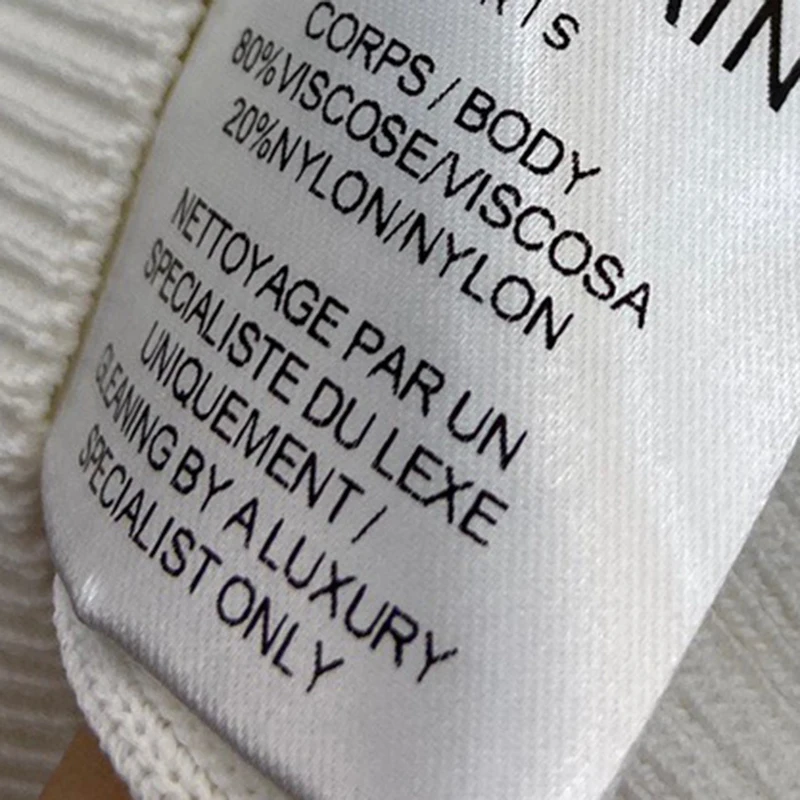 CORPS / BODY
80%VISCOSE/VISCOSA
20%NYLON/NYLON
NETTOYAGE PAR UN
SPECIALISTE DU LEXE
UNIQUEMENT /
CLEANING BY A LUXURY
SPECIALIST ONLY